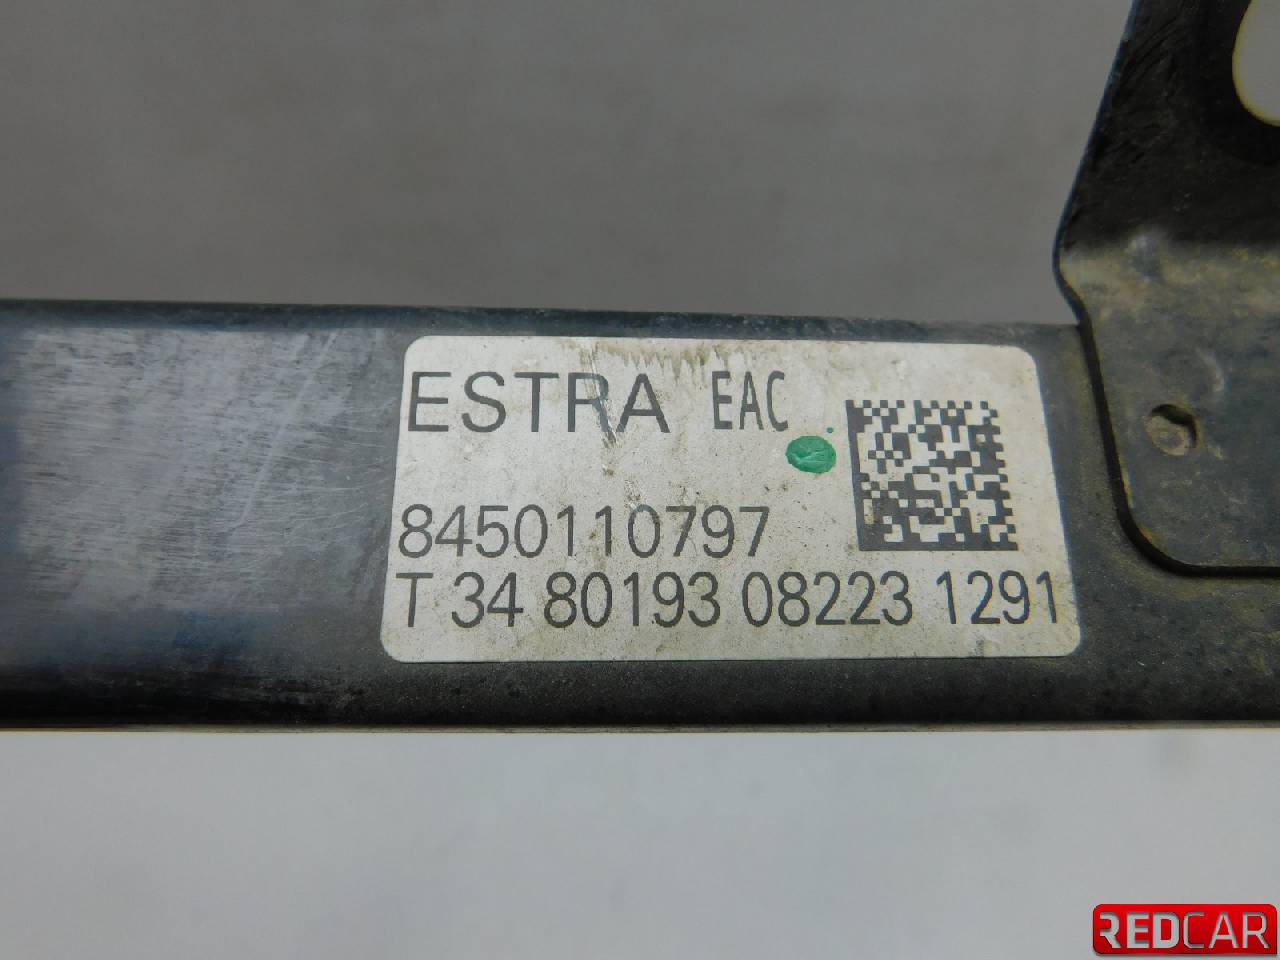 ESTRA EAC
8450110797
T 34 80193 08223 1291
REDCAR